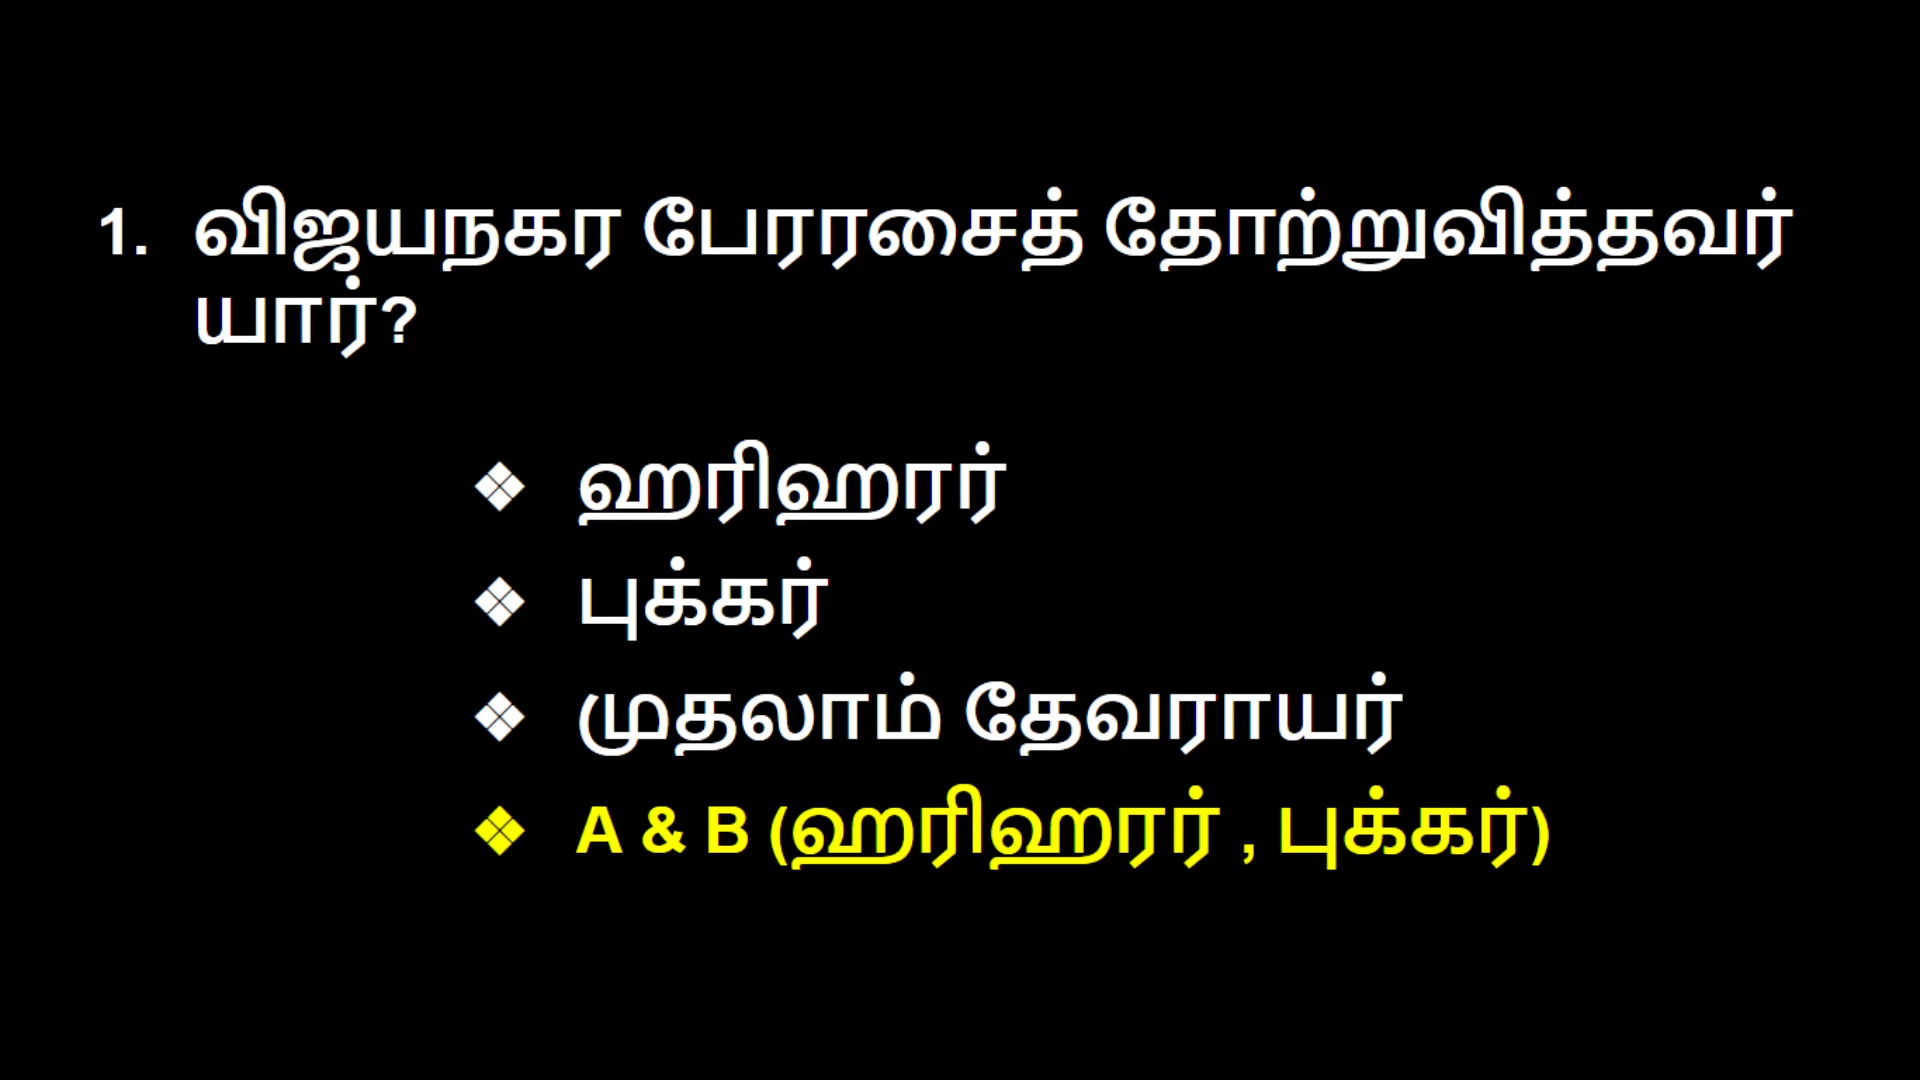 1. விஜயநகர பேரரசைத் தோற்றுவித்தவர்
யார்?
❖ ஹரிஹரர்
❖ புக்கர்
❖ முதலாம் தேவராயர்
❖ A & B (ஹரிஹரர் , புக்கர்)